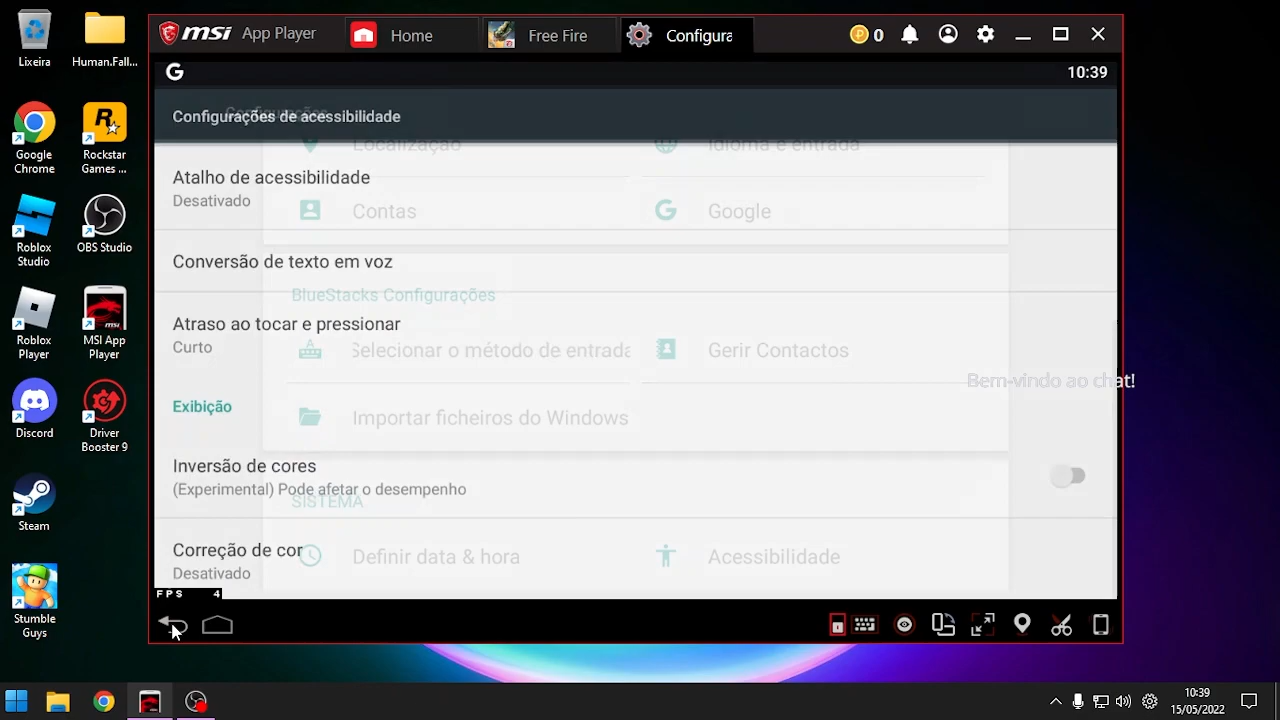 Lixeira
Human.Fall...
Google
Chrome
Rockstar
Games ...
Roblox
Studio
OBS Studio
Roblox
Player
MSI App
Player
Discord
Driver
Booster 9
Steam
Stumble
Guys
msi App Player
Home
Free Fire
Configura
0
G
10:39
Configurações
Configurações de acessibilidade
Localização
Idioma e entrada
Atalho de acessibilidade
Desativado
Contas
Google
Conversão de texto em voz
BlueStacks Configurações
Atraso ao tocar e pressionar
Curto
Selecionar o método de entrada
Gerir Contactos
Bem-vindo ao chat!
Exibição
Importar ficheiros do Windows
Inversão de cores
(Experimental) Pode afetar o desempenho
SISTEMA
Correção de cor
Desativado
Definir data & hora
Acessibilidade
FPS 4
10:39
15/05/2022